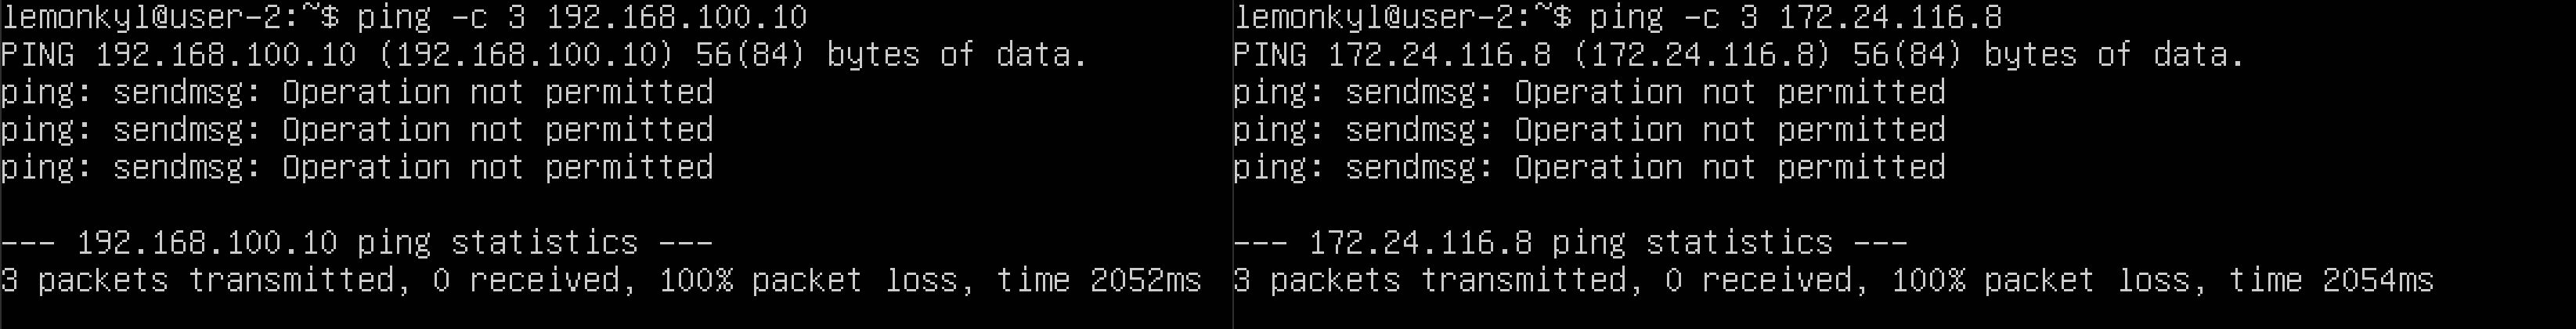 lemonkyl@user-2:~$ ping -c 3 192.168.100.10
PING 192.168.100.10 (192.168.100.10) 56(84) bytes of data.
ping: sendmsg: Operation not permitted
ping: sendmsg: Operation not permitted
ping: sendmsg: Operation not permitted
--- 192.168.100.10 ping statistics ---
3 packets transmitted, 0 received, 100% packet loss, time 2052ms
lemonkyl@user-2:~$ ping -c 3 172.24.116.8
PING 172.24.116.8 (172.24.116.8) 56(84) bytes of data.
ping: sendmsg: Operation not permitted
ping: sendmsg: Operation not permitted
ping: sendmsg: Operation not permitted
--- 172.24.116.8 ping statistics ---
3 packets transmitted, 0 received, 100% packet loss, time 2054ms